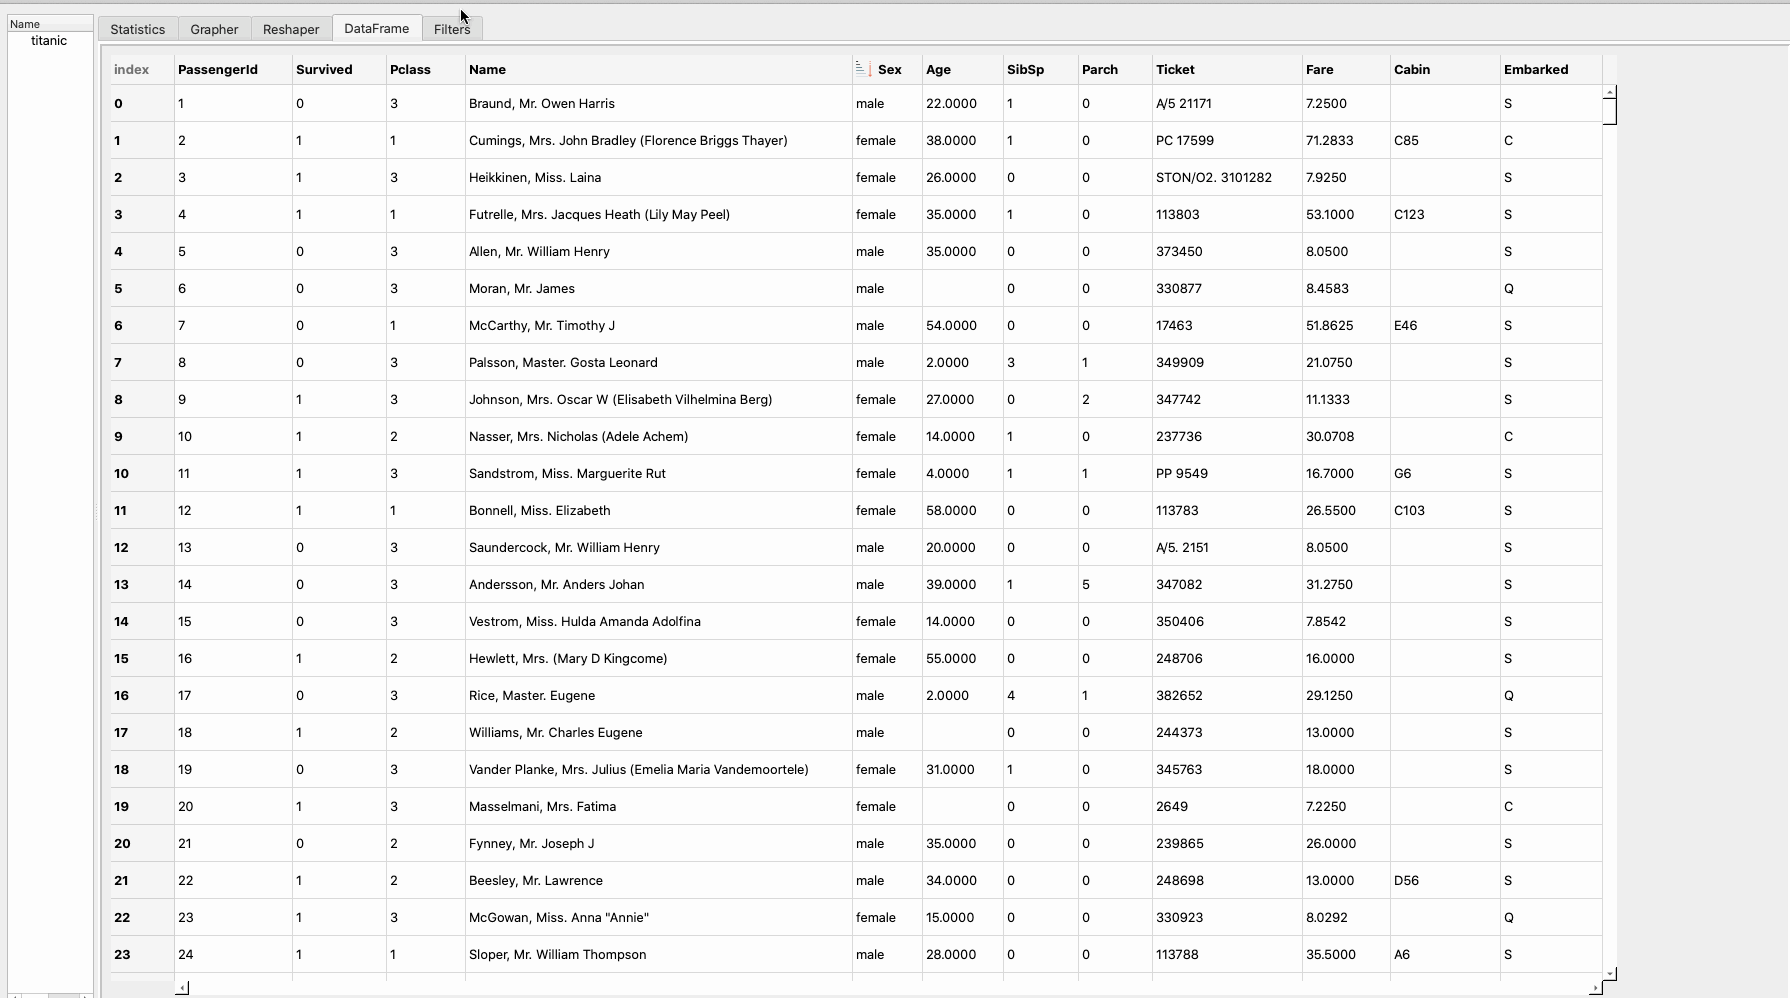 Name
titanic
Statistics Grapher Reshaper DataFrame Filters
index PassengerId Survived Pclass Name Sex Age SibSp Parch Ticket Fare Cabin Embarked
0 1 0 3 Braund, Mr. Owen Harris male 22.0000 1 0 A/5 21171 7.2500 S
1 2 1 1 Cumings, Mrs. John Bradley (Florence Briggs Thayer) female 38.0000 1 0 PC 17599 71.2833 C85 C
2 3 1 3 Heikkinen, Miss. Laina female 26.0000 0 0 STON/O2. 3101282 7.9250 S
3 4 1 1 Futrelle, Mrs. Jacques Heath (Lily May Peel) female 35.0000 1 0 113803 53.1000 C123 S
4 5 0 3 Allen, Mr. William Henry male 35.0000 0 0 373450 8.0500 S
5 6 0 3 Moran, Mr. James male 0 0 330877 8.4583 Q
6 7 0 1 McCarthy, Mr. Timothy J male 54.0000 0 0 17463 51.8625 E46 S
7 8 0 3 Palsson, Master. Gosta Leonard male 2.0000 3 1 349909 21.0750 S
8 9 1 3 Johnson, Mrs. Oscar W (Elisabeth Vilhelmina Berg) female 27.0000 0 2 347742 11.1333 S
9 10 1 2 Nasser, Mrs. Nicholas (Adele Achem) female 14.0000 1 0 237736 30.0708 C
10 11 1 3 Sandstrom, Miss. Marguerite Rut female 4.0000 1 1 PP 9549 16.7000 G6 S
11 12 1 1 Bonnell, Miss. Elizabeth female 58.0000 0 0 113783 26.5500 C103 S
12 13 0 3 Saundercock, Mr. William Henry male 20.0000 0 0 A/5. 2151 8.0500 S
13 14 0 3 Andersson, Mr. Anders Johan male 39.0000 1 5 347082 31.2750 S
14 15 0 3 Vestrom, Miss. Hulda Amanda Adolfina female 14.0000 0 0 350406 7.8542 S
15 16 1 2 Hewlett, Mrs. (Mary D Kingcome) female 55.0000 0 0 248706 16.0000 S
16 17 0 3 Rice, Master. Eugene male 2.0000 4 1 382652 29.1250 Q
17 18 1 2 Williams, Mr. Charles Eugene male 0 0 244373 13.0000 S
18 19 0 3 Vander Planke, Mrs. Julius (Emelia Maria Vandemoortele) female 31.0000 1 0 345763 18.0000 S
19 20 1 3 Masselmani, Mrs. Fatima female 0 0 2649 7.2250 C
20 21 0 2 Fynney, Mr. Joseph J male 35.0000 0 0 239865 26.0000 S
21 22 1 2 Beesley, Mr. Lawrence male 34.0000 0 0 248698 13.0000 D56 S
22 23 1 3 McGowan, Miss. Anna "Annie" female 15.0000 0 0 330923 8.0292 Q
23 24 1 1 Sloper, Mr. William Thompson male 28.0000 0 0 113788 35.5000 A6 S